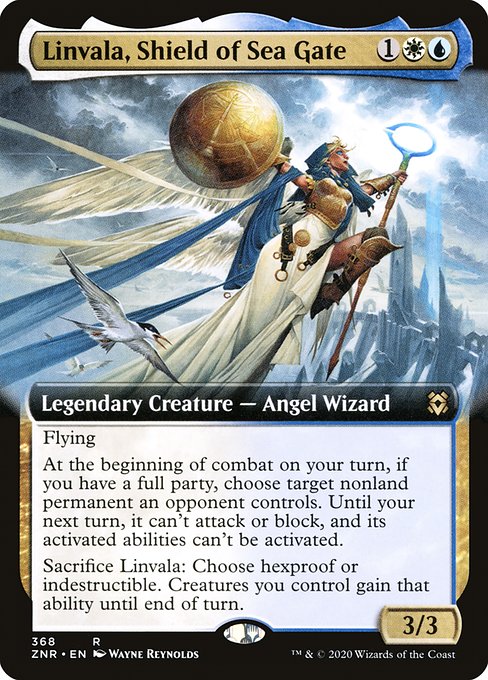 Linvala, Shield of Sea Gate 1
Legendary Creature — Angel Wizard
Flying
At the beginning of combat on your turn, if
you have a full party, choose target nonland
permanent an opponent controls. Until your
next turn, it can't attack or block, and its
activated abilities can't be activated.
Sacrifice Linvala: Choose hexproof or
indestructible. Creatures you control gain that
ability until end of turn.
3/3
368 R
ZNR • EN Wayne Reynolds
™ & © 2020 Wizards of the Coast